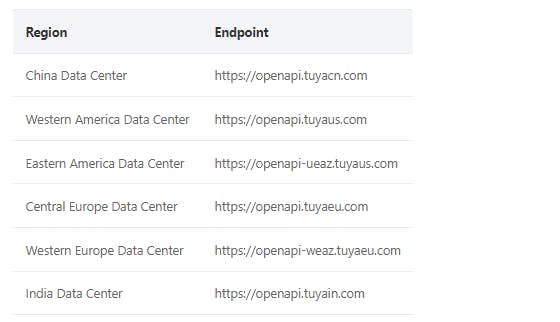 Region Endpoint
China Data Center https://openapi.tuyacn.com
Western America Data Center https://openapi.tuyaus.com
Eastern America Data Center https://openapi-ueaz.tuyaus.com
Central Europe Data Center https://openapi.tuyaeu.com
Western Europe Data Center https://openapi-weaz.tuyaeu.com
India Data Center https://openapi.tuyain.com